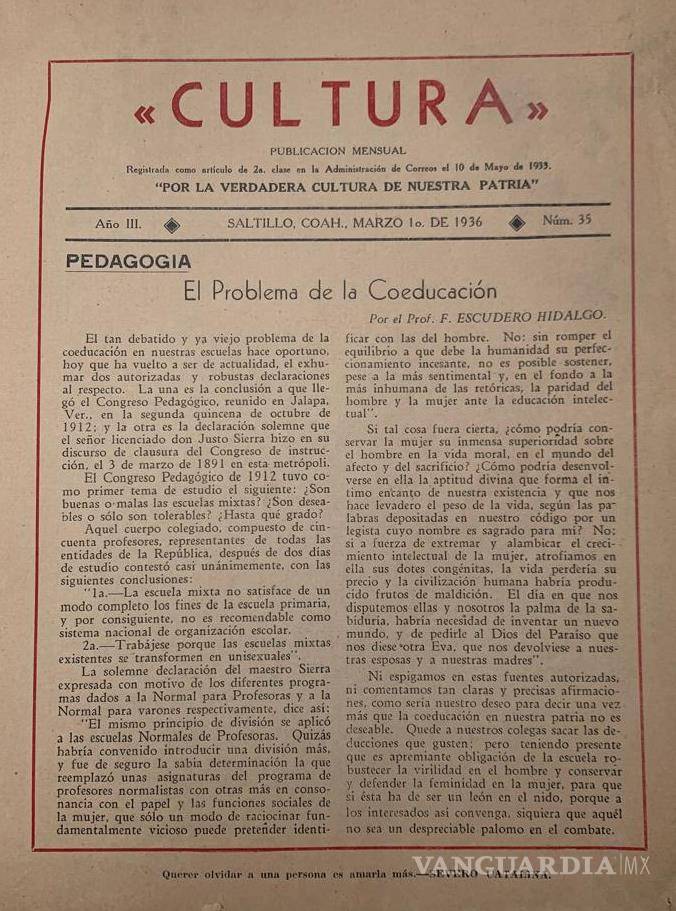 « CULTURA »
PUBLICACION MENSUAL
Registrada como artículo de 2a. clase en la Administración de Correos el 10 de Mayo de 1933.
"POR LA VERDADERA CULTURA DE NUESTRA PATRIA"
Año III. SALTILLO, COAH., MARZO 1o. DE 1936 Núm. 35
PEDAGOGIA
El Problema de la Coeducación
Por el Prof. F. ESCUDERO HIDALGO.
El tan debatido y ya viejo problema de la
coeducación en nuestras escuelas hace oportuno,
hoy que ha vuelto a ser de actualidad, el exhu-
mar dos autorizadas y robustas declaraciones
al respecto. La una es la conclusión a que lle-
gó el Congreso Pedagógico, reunido en Jalapa,
Ver., en la segunda quincena de octubre de
1912; y la otra es la declaración solemne que
el señor licenciado don Justo Sierra hizo en su
discurso de clausura del Congreso de instruc-
ción, el 3 de marzo de 1891 en esta metrópoli.
El Congreso Pedagógico de 1912 tuvo co-
mo primer tema de estudio el siguiente: ¿Son
buenas o malas las escuelas mixtas? ¿Son desea-
bles o sólo son tolerables? ¿Hasta qué grado?
Aquel cuerpo colegiado, compuesto de cin-
cuenta profesores, representantes de todas las
entidades de la República, después de dos días
de estudio contestó casi unánimemente, con las
siguientes conclusiones:
"1a.—La escuela mixta no satisface de un
modo completo los fines de la escuela primaria,
y por consiguiente, no es recomendable como
sistema nacional de organización escolar.
2a.—Trabájese porque las escuelas mixtas
existentes se transformen en unisexuales".
La solemne declaración del maestro Sierra
expresada con motivo de los diferentes progra-
mas dados a la Normal para Profesoras y a la
Normal para varones respectivamente, dice así:
"El mismo principio de división se aplicó
a las escuelas Normales de Profesoras. Quizás
habría convenido introducir una división más,
y fue de seguro la sabia determinación la que
reemplazó unas asignaturas del programa de
profesores normalistas con otras más en conso-
nancia con el papel y las funciones sociales de
la mujer, que sólo un modo de raciocinar fun-
damentalmente vicioso puede pretender identi-
ficar con las del hombre. No: sin romper el
equilibrio a que debe la humanidad su perfec-
cionamiento incesante, no es posible sostener,
pese a la más sentimental y, en el fondo a la
más inhumana de las retóricas, la paridad del
hombre y la mujer ante la educación intelec-
tual".
Si tal cosa fuera cierta, ¿cómo podría con-
servar la mujer su inmensa superioridad sobre
el hombre en la vida moral, en el mundo del
afecto y del sacrificio? ¿Cómo podría desenvol-
verse en ella la aptitud divina que forma el ín-
timo encanto de nuestra existencia y que nos
hace levadero el peso de la vida, según las pa-
labras depositadas en nuestro código por un
legista cuyo nombre es sagrado para mí? No:
si a fuerza de extremar y alambicar el creci-
miento intelectual de la mujer, atrofiamos en
ella sus dotes congénitas, la vida perdería su
precio y la civilización humana habría produ-
cido frutos de maldición. El día en que nos
disputemos ellas y nosotros la palma de la sa-
biduría, habría necesidad de inventar un nuevo
mundo, y de pedirle al Dios del Paraíso que
nos diese otra Eva, que nos devolviese a nues-
tras esposas y a nuestras madres".
Ni espigamos en estas fuentes autorizadas,
ni comentamos tan claras y precisas afirmacio-
nes, como sería nuestro deseo para decir una vez
más que la coeducación en nuestra patria no es
deseable. Quede a nuestros colegas sacar las de-
ducciones que gusten; pero teniendo presente
que es apremiante obligación de la escuela ro-
bustecer la virilidad en el hombre y conservar
y defender la feminidad en la mujer, para que
si ésta ha de ser un león en el nido, porque a
los interesados así convenga, siquiera que aquél
no sea un despreciable palomo en el combate.
Querer olvidar a una persona es amarla más.—SEVERO CATALINA.
VANGUARDIA|MX